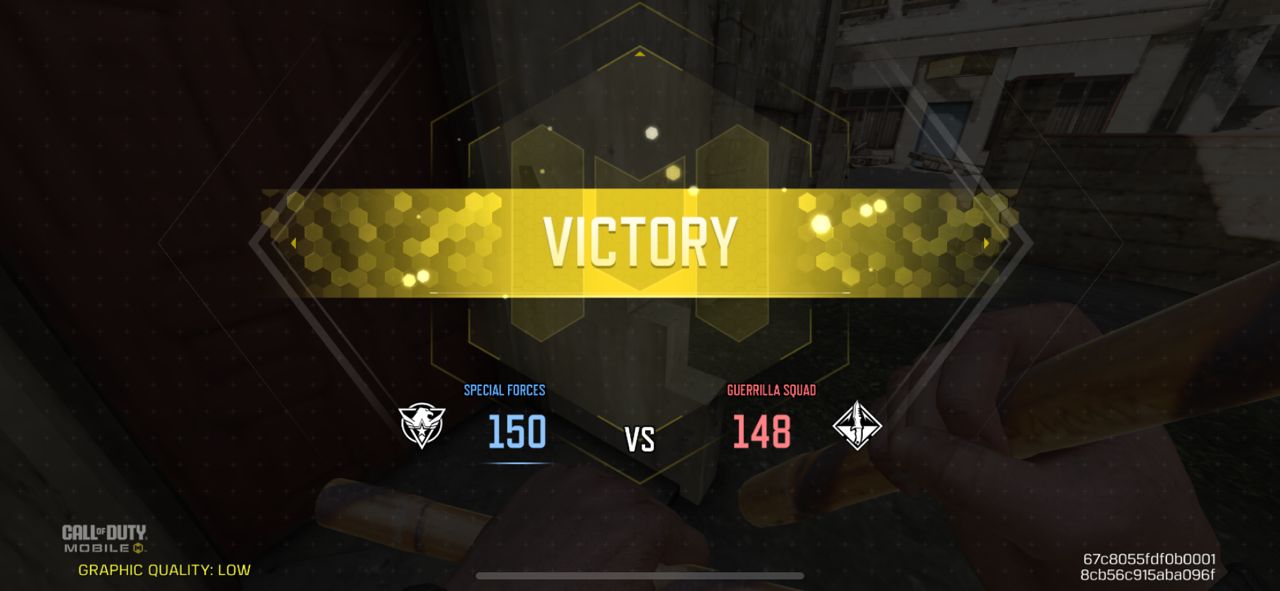 VICTORY
SPECIAL FORCES
GUERRILLA SQUAD
150
VS
148
CALL OF DUTY
MOBILE
GRAPHIC QUALITY: LOW
67c8055fdf0b0001
8cb56c915aba096f